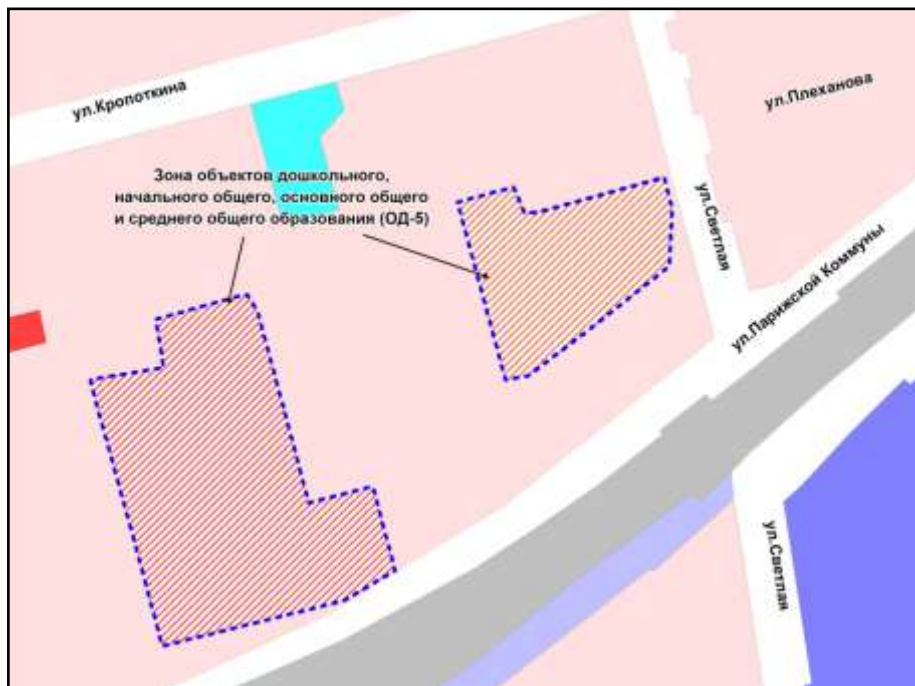 ул.Кропоткина
ул.Плеханова
Зона объектов дошкольного,
начального общего, основного общего
и среднего общего образования (ОД-5)
ул.Светлая
ул.Парижской Коммуны
ул.Светлая